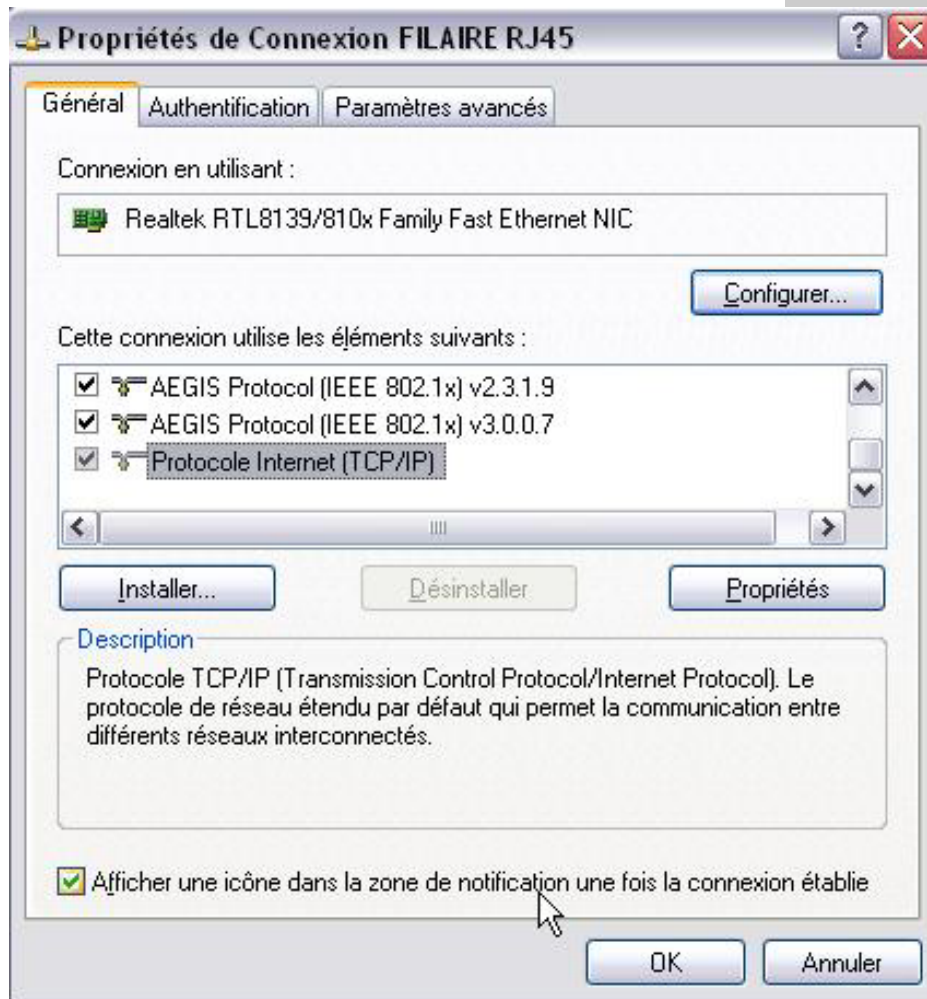 Propriétés de Connexion FILAIRE RJ45
Général Authentification Paramètres avancés
Connexion en utilisant :
Realtek RTL8139/810x Family Fast Ethernet NIC
Configurer...
Cette connexion utilise les éléments suivants :
AEGIS Protocol (IEEE 802.1x) v2.3.1.9
AEGIS Protocol (IEEE 802.1x) v3.0.0.7
Protocole Internet (TCP/IP)
Installer... Désinstaller Propriétés
Description
Protocole TCP/IP (Transmission Control Protocol/Internet Protocol). Le
protocole de réseau étendu par défaut qui permet la communication entre
différents réseaux interconnectés.
Afficher une icône dans la zone de notification une fois la connexion établie
OK Annuler